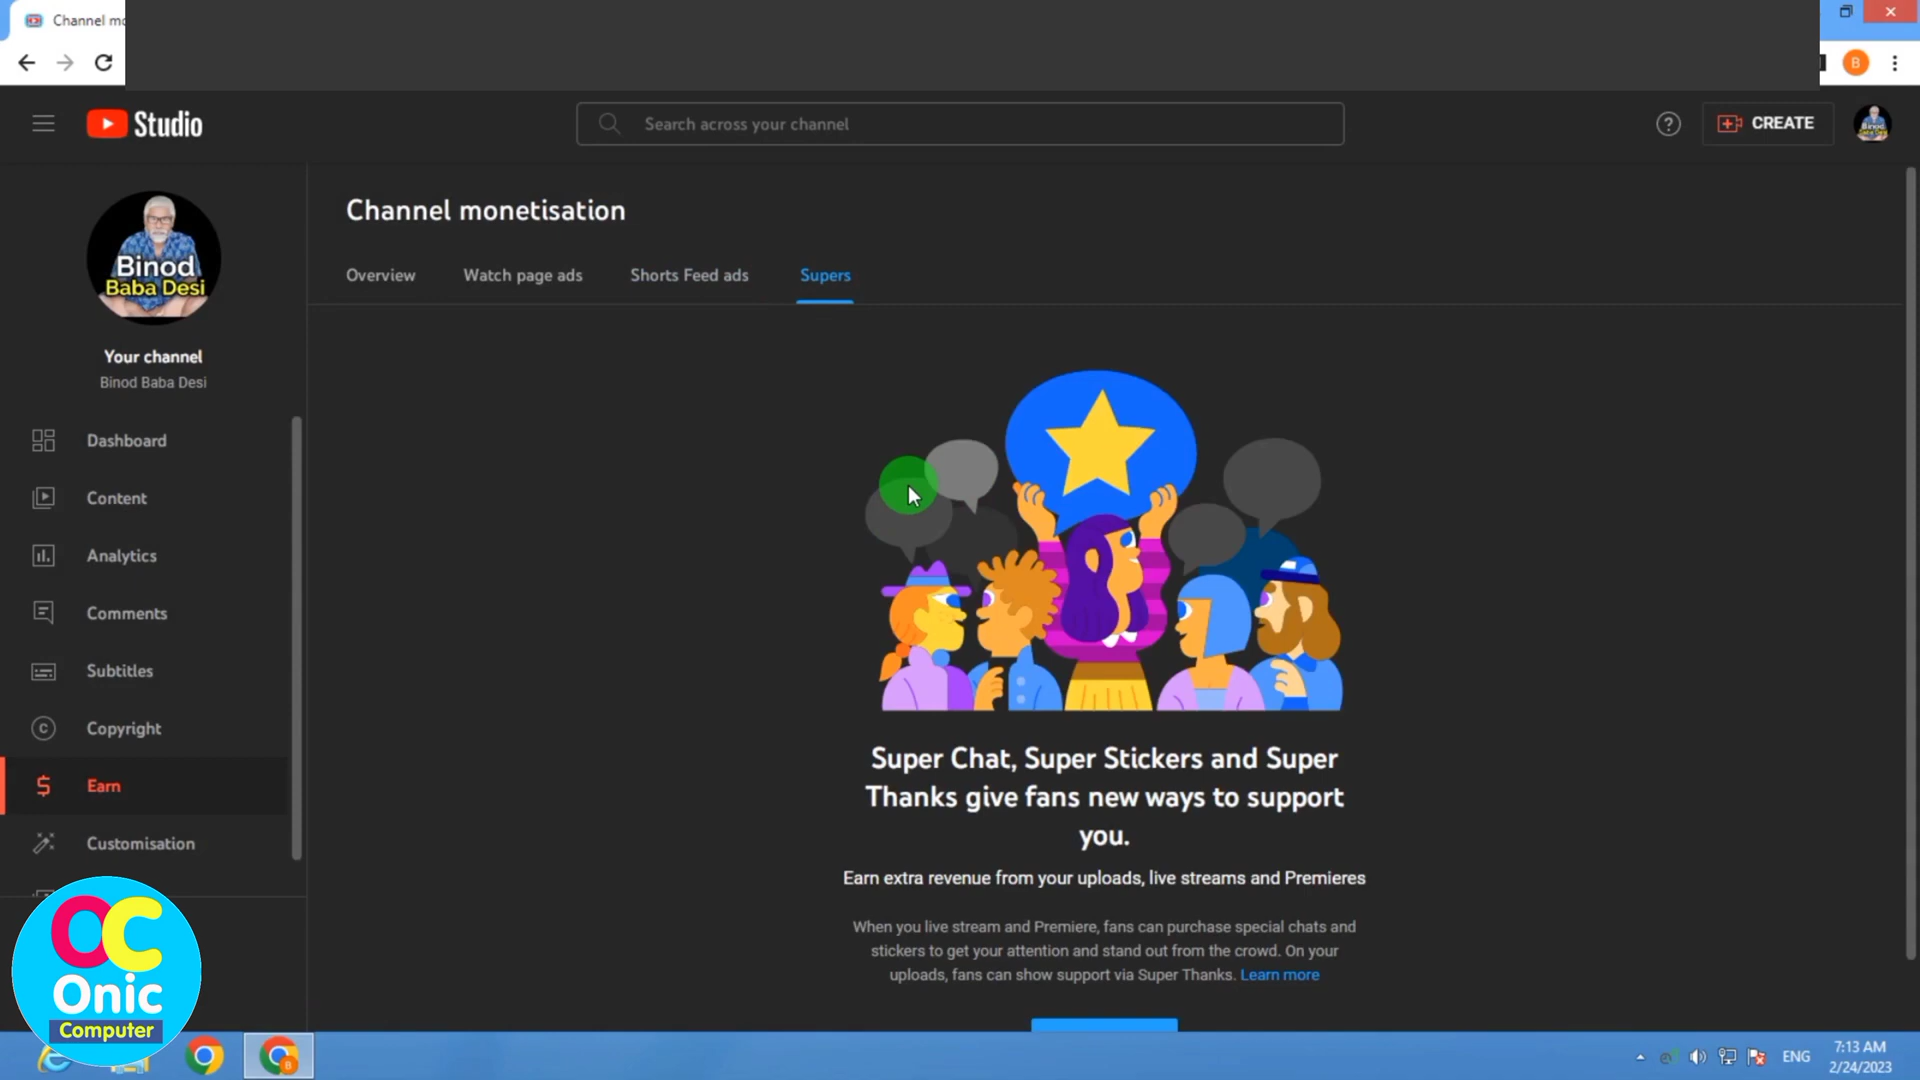 Channel mo
B
Studio
Search across your channel
CREATE
Binod
Baba Desi
Your channel
Binod Baba Desi
Dashboard
Content
Analytics
Comments
Subtitles
Copyright
Earn
Customisation
Channel monetisation
Overview
Watch page ads
Shorts Feed ads
Supers
Super Chat, Super Stickers and Super
Thanks give fans new ways to support
you.
Earn extra revenue from your uploads, live streams and Premieres
When you live stream and Premiere, fans can purchase special chats and
stickers to get your attention and stand out from the crowd. On your
uploads, fans can show support via Super Thanks. Learn more
OC
Onic
Computer
ENG
7:13 AM
2/24/2023